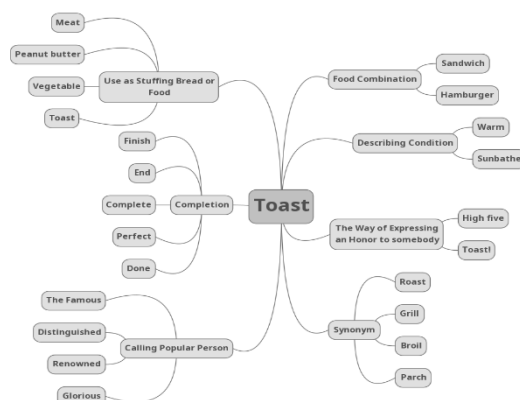 Toast
Use as Stuffing Bread or
Food
Meat
Peanut butter
Vegetable
Toast
Completion
Finish
End
Complete
Perfect
Done
Calling Popular Person
The Famous
Distinguished
Renowned
Glorious
Food Combination
Sandwich
Hamburger
Describing Condition
Warm
Sunbathe
The Way of Expressing
an Honor to somebody
High five
Toast!
Synonym
Roast
Grill
Broil
Parch